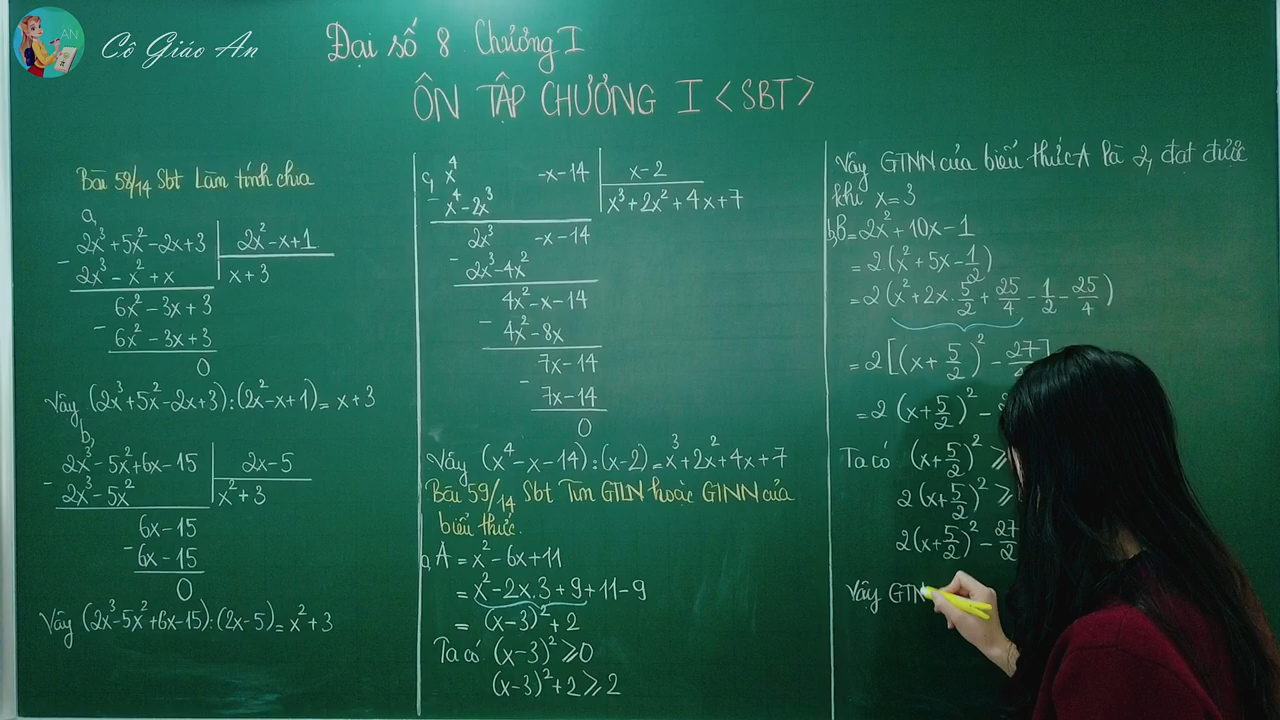 AN
Cô Giáo An
Đại số 8 Chương I
ÔN TẬP CHƯƠNG I <SBT>
Bài 58/14 Sbt Làm tính chia
a,
2x³+5x²-2x+3 | 2x²-x+1
- 2x³-x²+x | x+3
6x²-3x+3
- 6x²-3x+3
0
Vậy (2x³+5x²-2x+3):(2x²-x+1)=x+3
b,
2x³-5x²+6x-15 | 2x-5
- 2x³-5x² | x²+3
6x-15
- 6x-15
0
Vậy (2x³-5x²+6x-15):(2x-5)=x²+3
c, x⁴ -x-14 | x-2
- x⁴-2x³ | x³+2x²+4x+7
2x³ -x-14
- 2x³-4x²
4x²-x-14
- 4x²-8x
7x-14
- 7x-14
0
Vậy (x⁴-x-14):(x-2)=x³+2x²+4x+7
Bài 59/14 Sbt Tìm GTLN hoặc GTNN của
biểu thức.
a, A = x²-6x+11
= x²-2x.3+9+11-9
= (x-3)²+2
Ta có (x-3)²⩾0
(x-3)²+2⩾2
Vậy GTNN của biểu thức A là 2, đạt được
khi x=3
b, B=2x²+10x-1
=2(x²+5x-1/2)
=2(x²+2x.5/2+25/4-1/2-25/4)
=2[(x+5/2)²-27/4]
=2(x+5/2)²-
Ta có (x+5/2)²⩾
2(x+5/2)²⩾
2(x+5/2)²-27/2
Vậy GTN